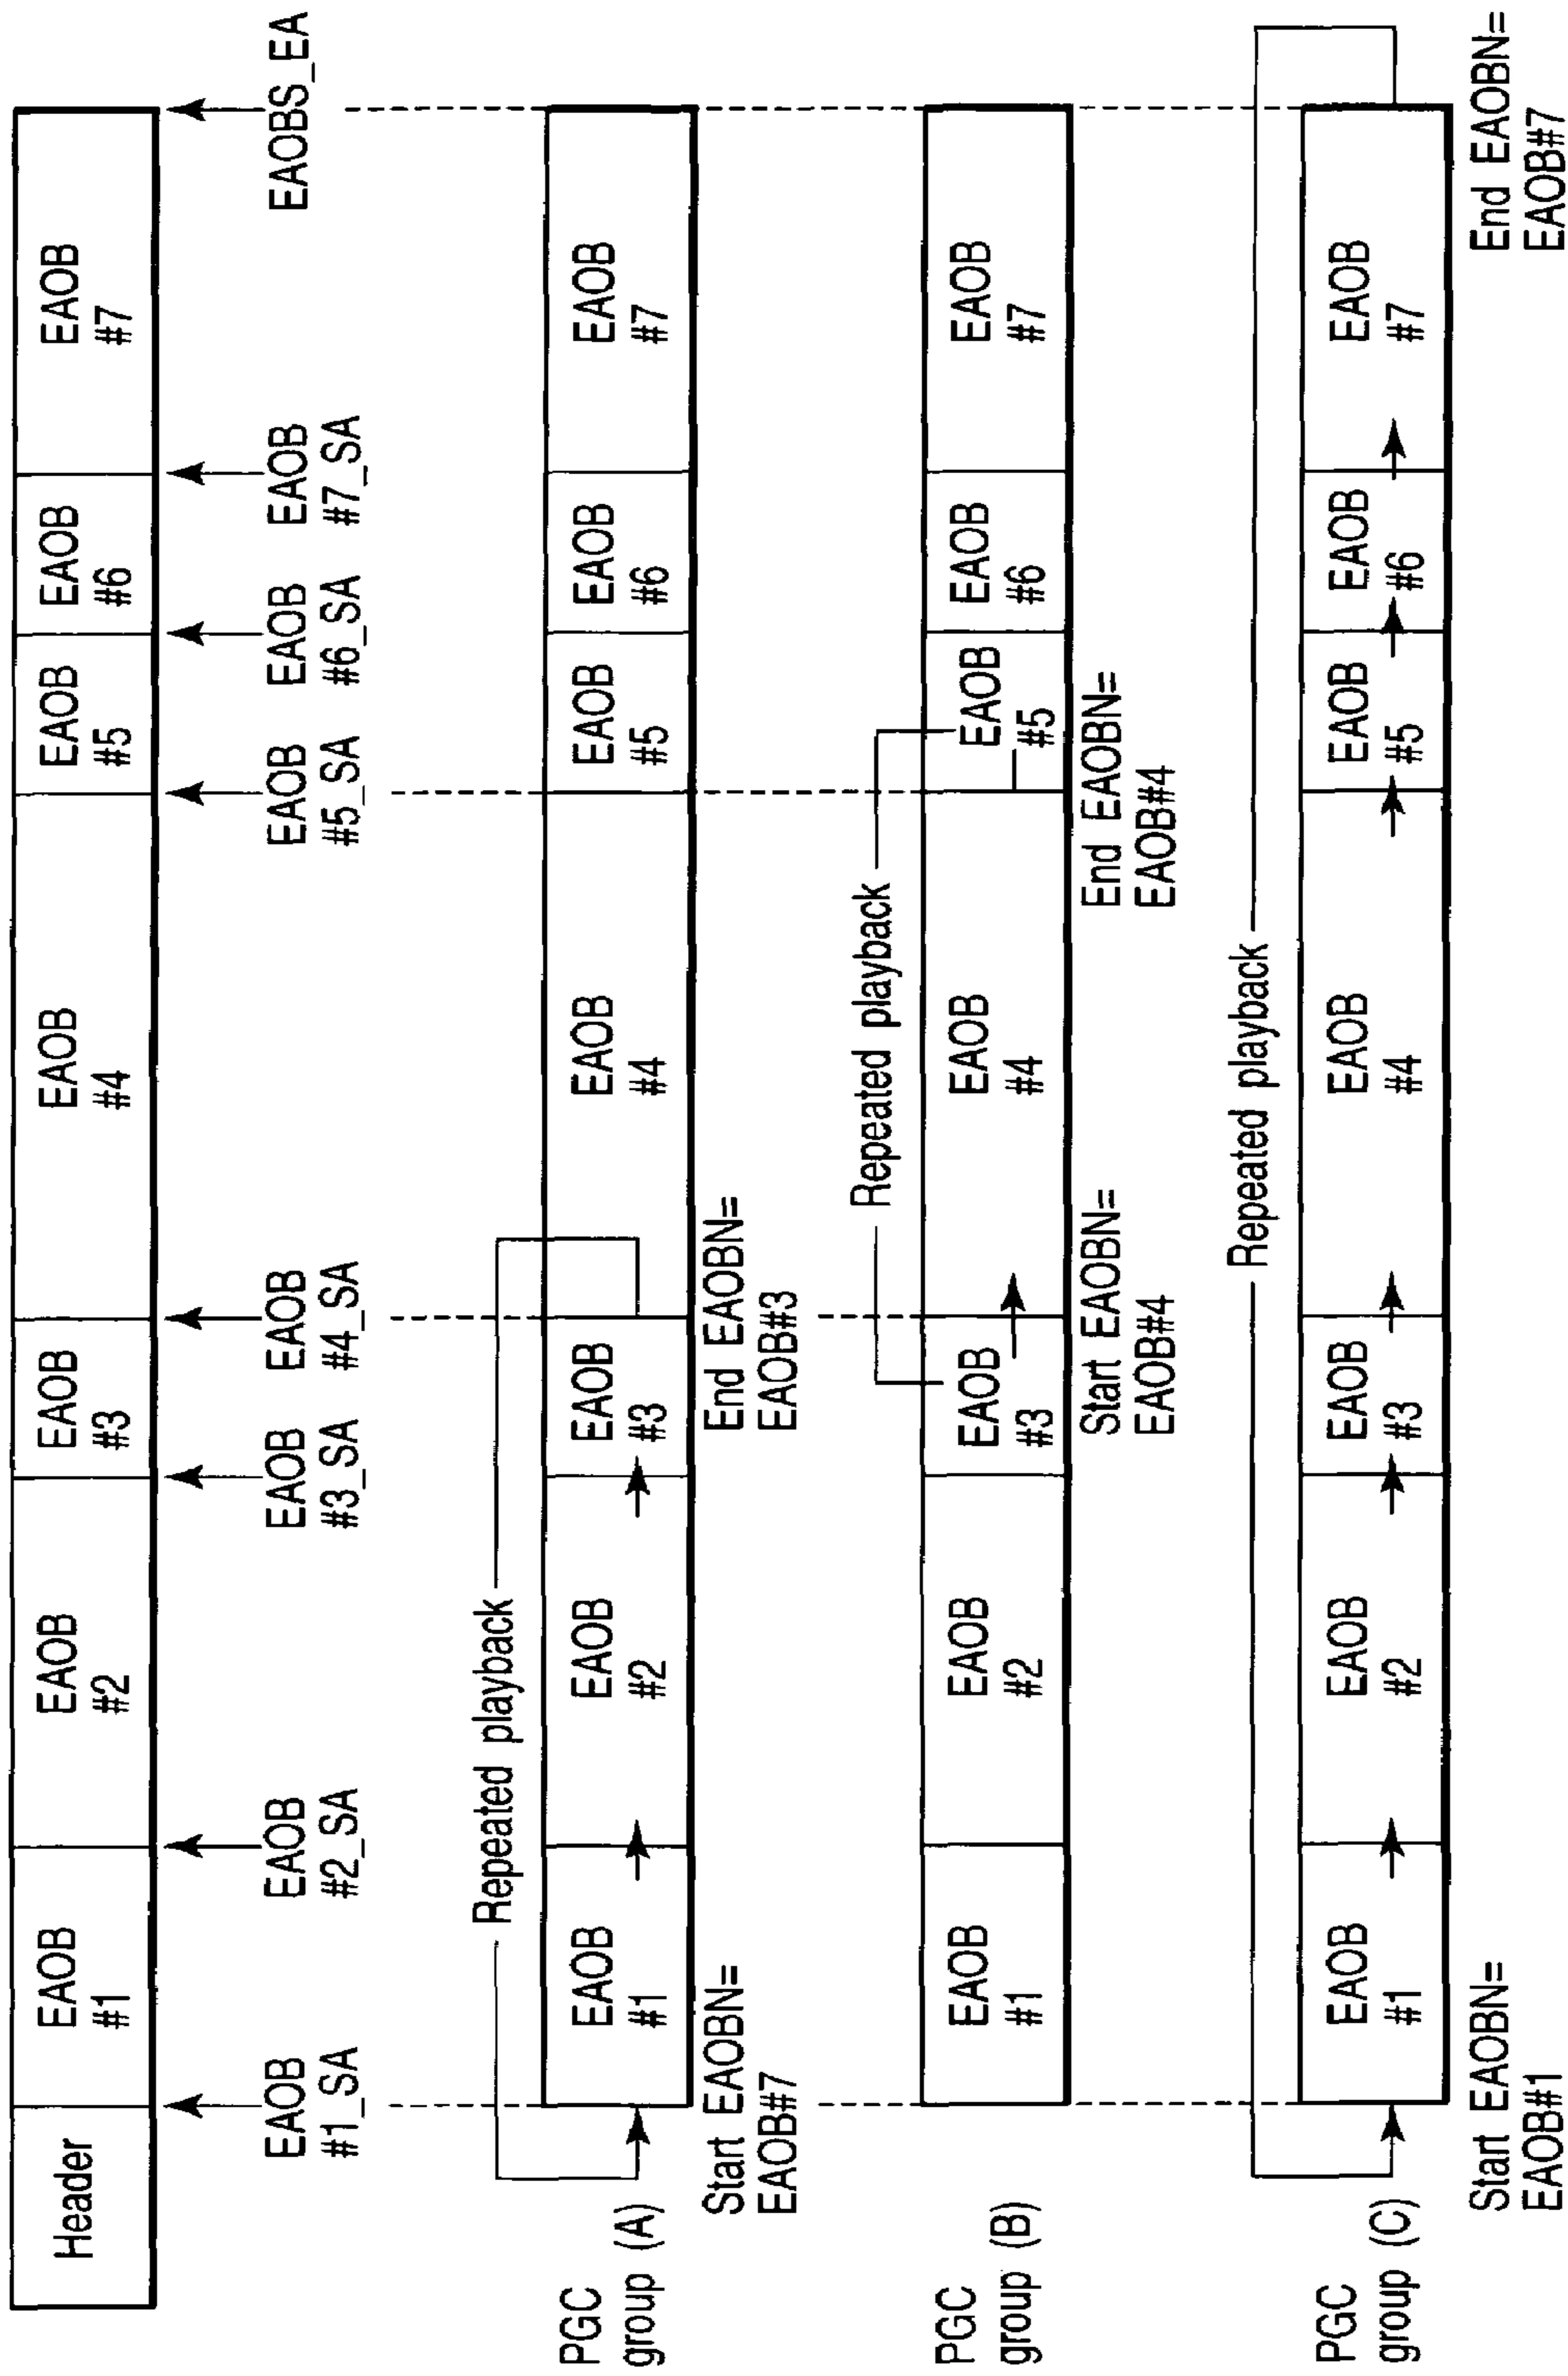 Header
EAOB
#1
EAOB
#2
EAOB
#3
EAOB
#4
EAOB
#5
EAOB
#6
EAOB
#7
EAOB
#1_SA
EAOB
#2_SA
EAOB
#3_SA
EAOB
#4_SA
EAOB
#5_SA
EAOB
#6_SA
EAOB
#7_SA
EAOBS_EA
Repeated playback
PGC
group (A)
EAOB
#1
EAOB
#2
EAOB
#3
EAOB
#4
EAOB
#5
EAOB
#6
EAOB
#7
Start EAOBN=
EAOB#7
End EAOBN=
EAOB#3
Repeated playback
PGC
group (B)
EAOB
#1
EAOB
#2
EAOB
#3
EAOB
#4
EAOB
#5
EAOB
#6
EAOB
#7
Start EAOBN=
EAOB#4
End EAOBN=
EAOB#4
Repeated playback
PGC
group (C)
EAOB
#1
EAOB
#2
EAOB
#3
EAOB
#4
EAOB
#5
EAOB
#6
EAOB
#7
Start EAOBN=
EAOB#1
End EAOBN=
EAOB#7